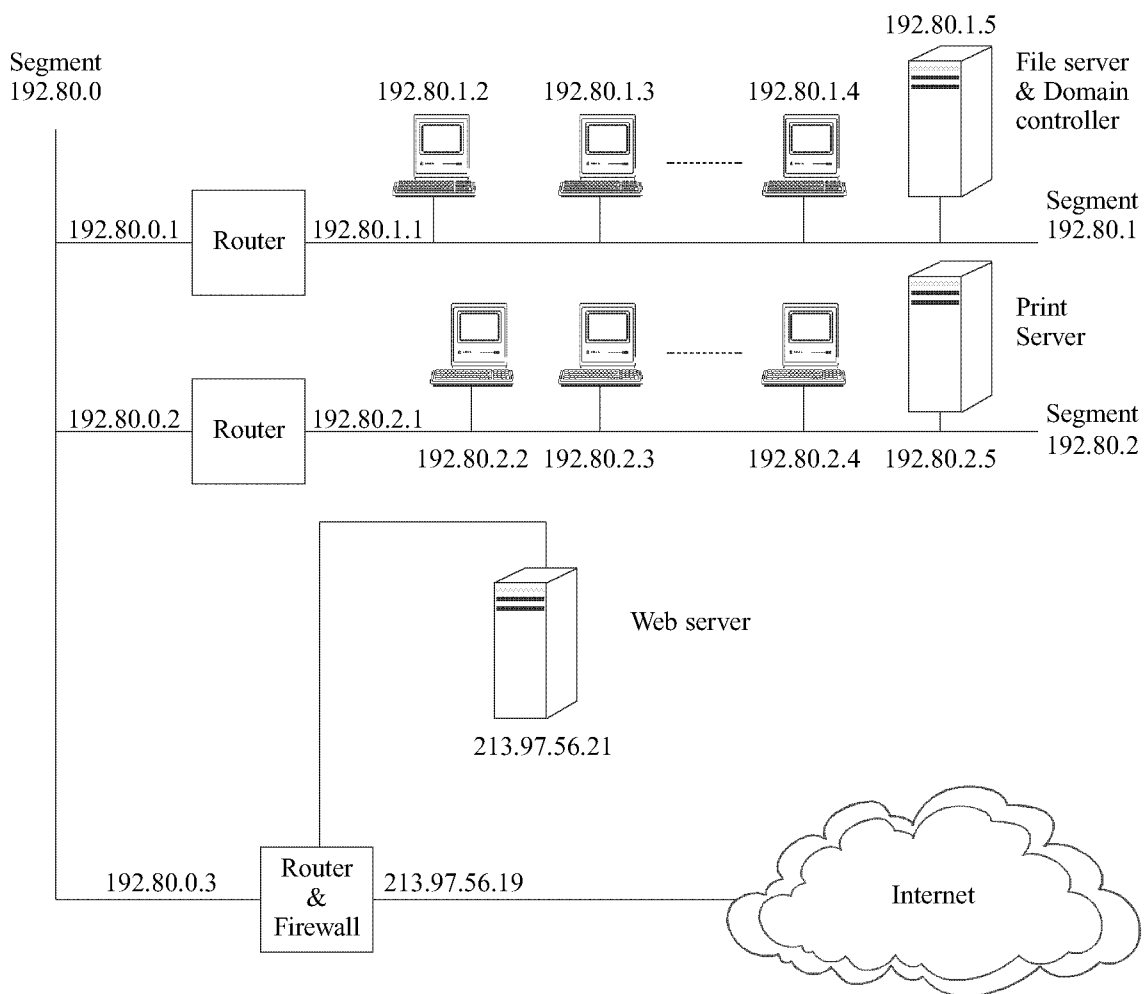 192.80.1.5
Segment
192.80.0
File server
& Domain
controller
192.80.1.2
192.80.1.3
192.80.1.4
Segment
192.80.1
192.80.0.1
Router
192.80.1.1
Print
Server
192.80.0.2
Router
192.80.2.1
Segment
192.80.2
192.80.2.2
192.80.2.3
192.80.2.4
192.80.2.5
Web server
213.97.56.21
192.80.0.3
Router
&
Firewall
213.97.56.19
Internet